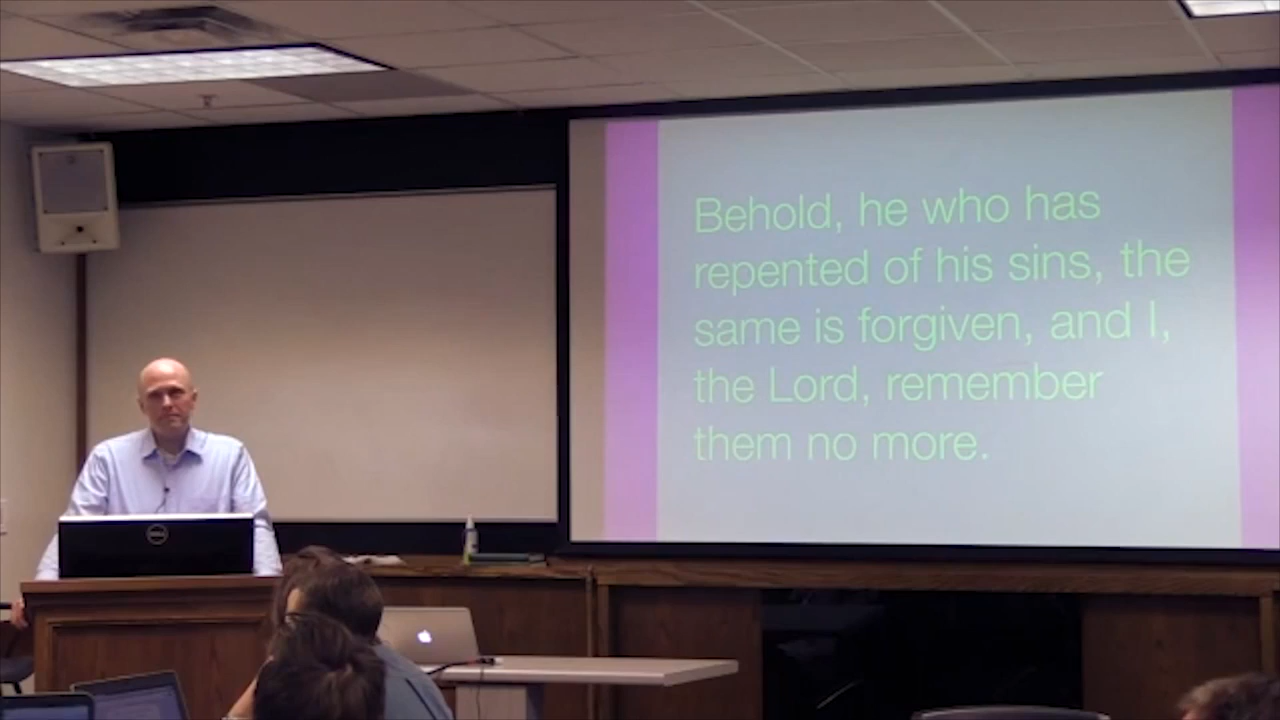 Behold, he who has
repented of his sins, the
same is forgiven, and I,
the Lord, remember
them no more.
DELL